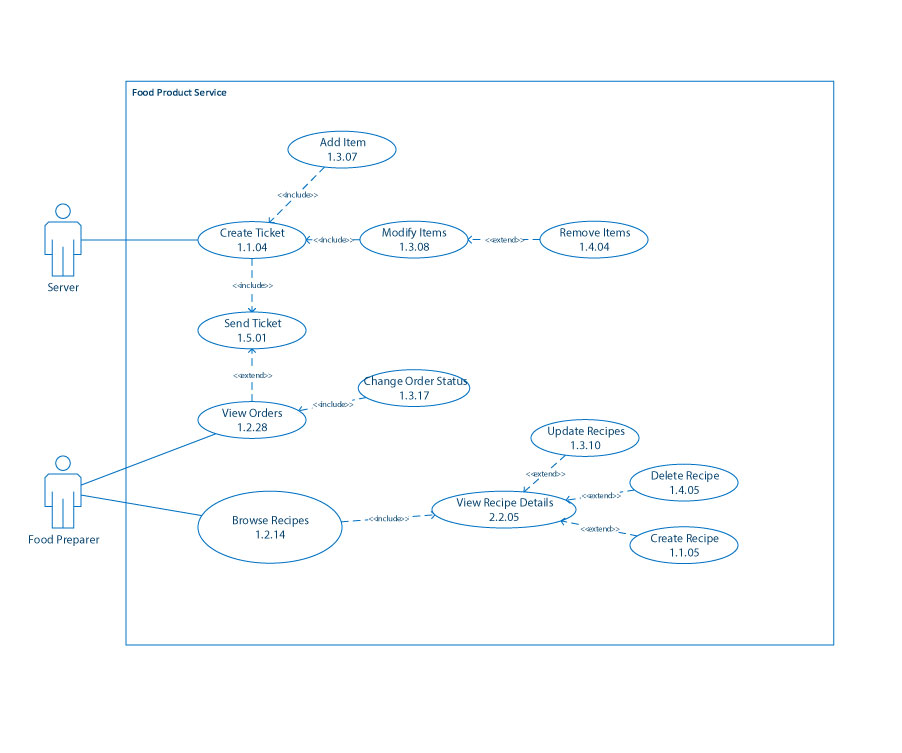 Food Product Service
Add Item
1.3.07
<<include>>
Server
Create Ticket
1.1.04
<<include>>
Modify Items
1.3.08
<<extend>>
Remove Items
1.4.04
<<include>>
Send Ticket
1.5.01
<<extend>>
Change Order Status
1.3.17
<<include>>
View Orders
1.2.28
Update Recipes
1.3.10
<<extend>>
Delete Recipe
1.4.05
<<extend>>
View Recipe Details
2.2.05
Food Preparer
Browse Recipes
1.2.14
<<include>>
<<extend>>
Create Recipe
1.1.05